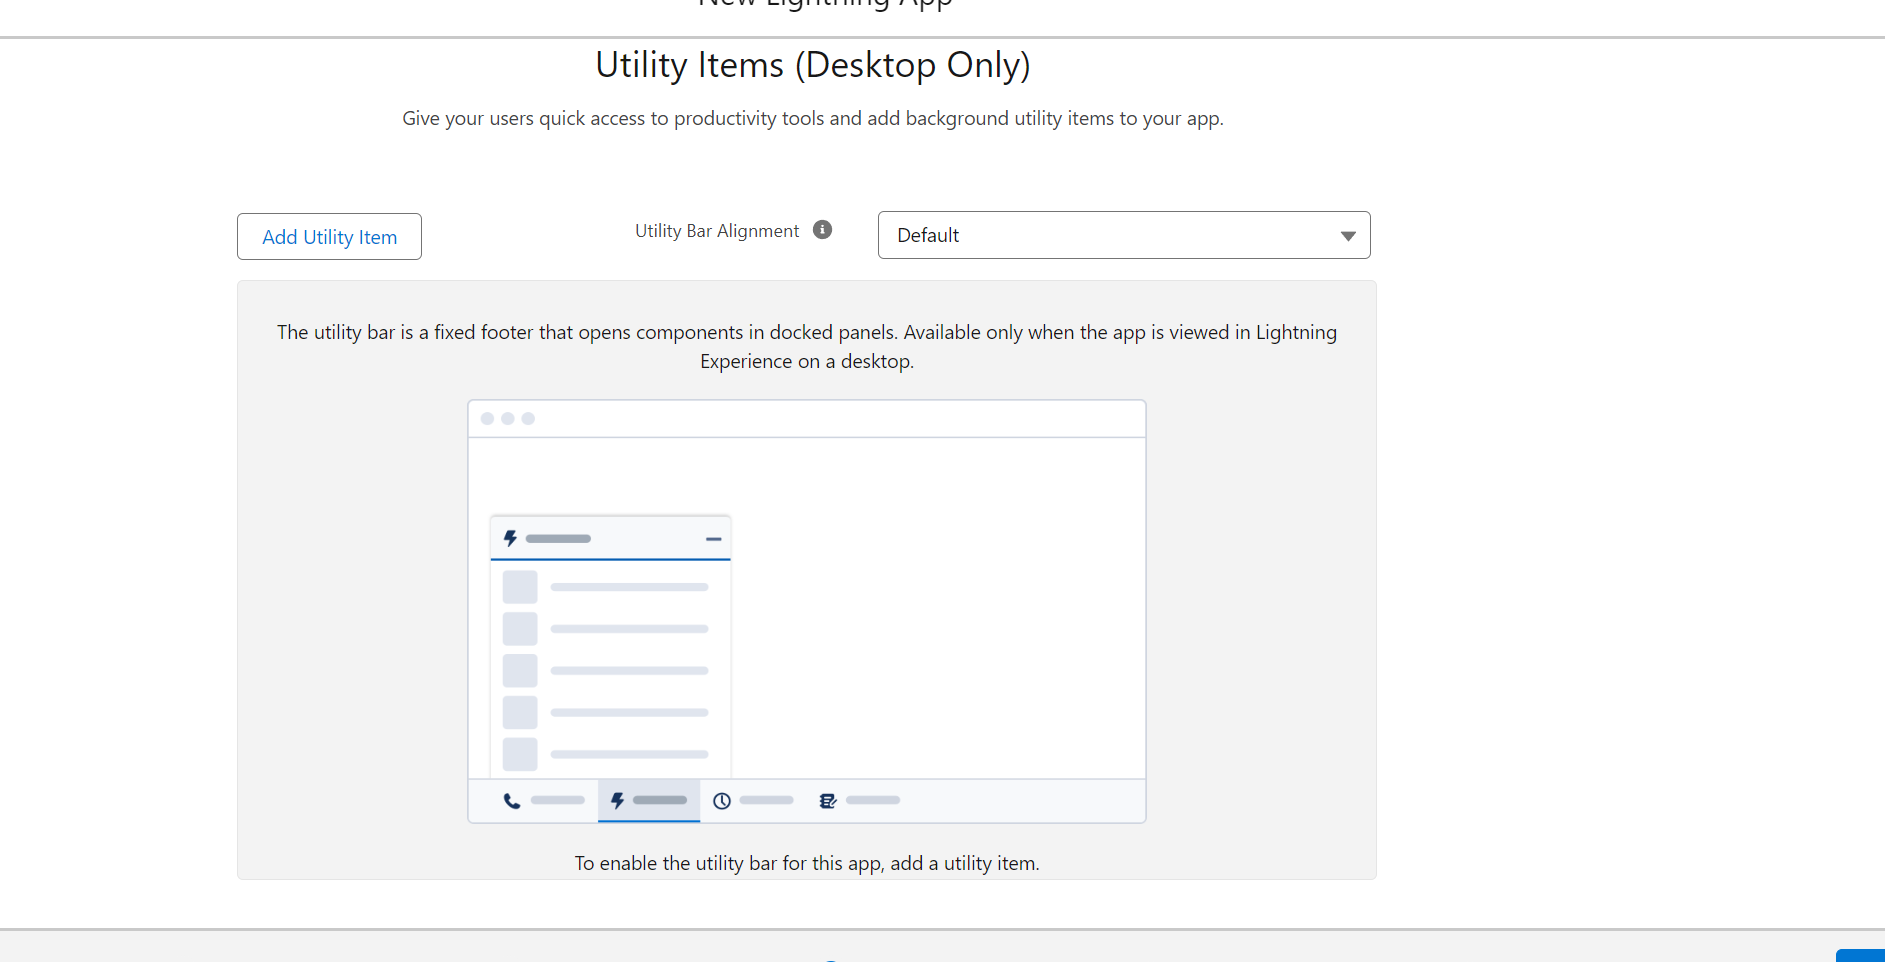 New Lightning App
Utility Items (Desktop Only)
Give your users quick access to productivity tools and add background utility items to your app.
Add Utility Item
Utility Bar Alignment
Default
The utility bar is a fixed footer that opens components in docked panels. Available only when the app is viewed in Lightning
Experience on a desktop.
To enable the utility bar for this app, add a utility item.